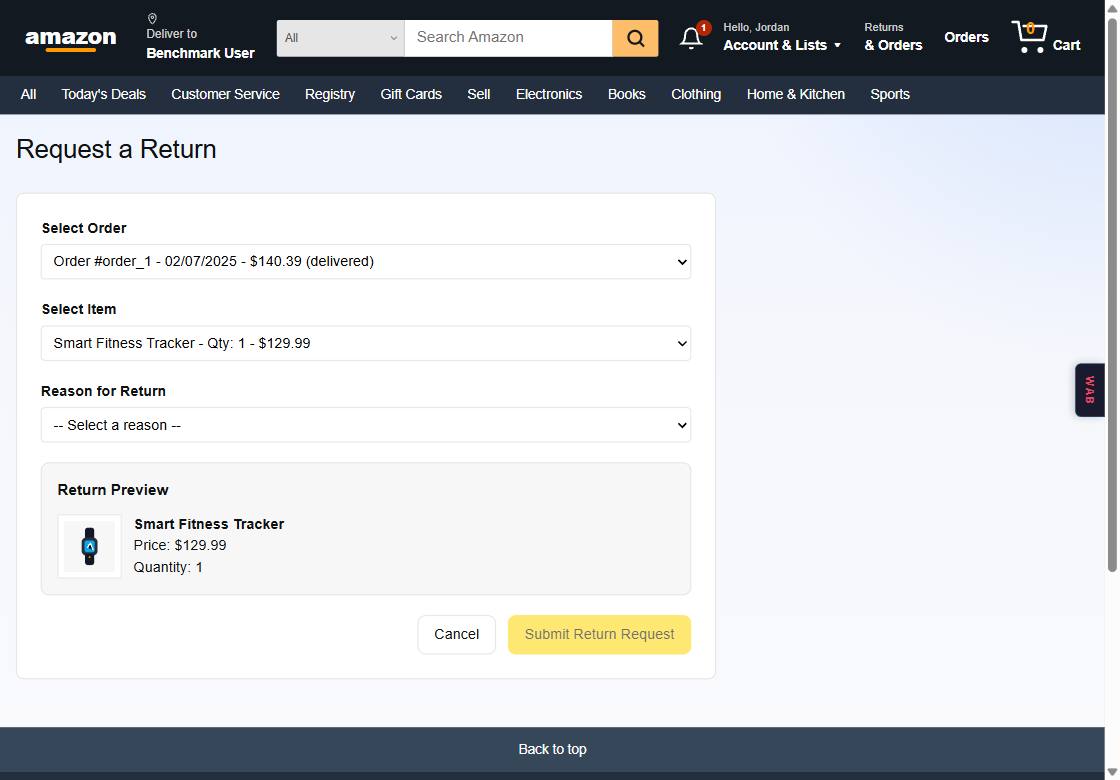 amazon
Deliver to
Benchmark User
All
Search Amazon
1
Hello, Jordan
Account & Lists
Returns
& Orders
Orders
0
Cart
All
Today's Deals
Customer Service
Registry
Gift Cards
Sell
Electronics
Books
Clothing
Home & Kitchen
Sports
Request a Return
Select Order
Order #order_1 - 02/07/2025 - $140.39 (delivered)
Select Item
Smart Fitness Tracker - Qty: 1 - $129.99
Reason for Return
-- Select a reason --
WAB
Return Preview
Smart Fitness Tracker
Price: $129.99
Quantity: 1
Cancel
Submit Return Request
Back to top